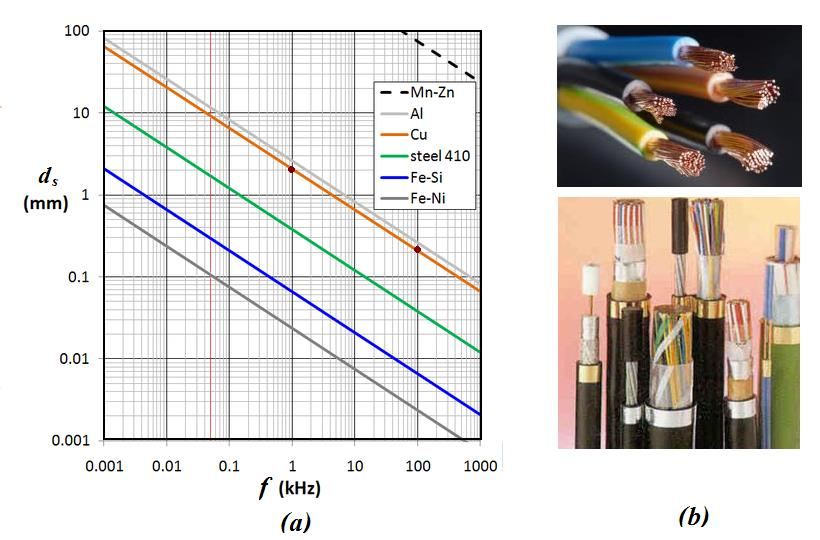 100
10
1
0.1
0.01
0.001
d_s
(mm)
Mn-Zn
Al
Cu
steel 410
Fe-Si
Fe-Ni
0.001 0.01 0.1 1 10 100 1000
f (kHz)
(a)
(b)